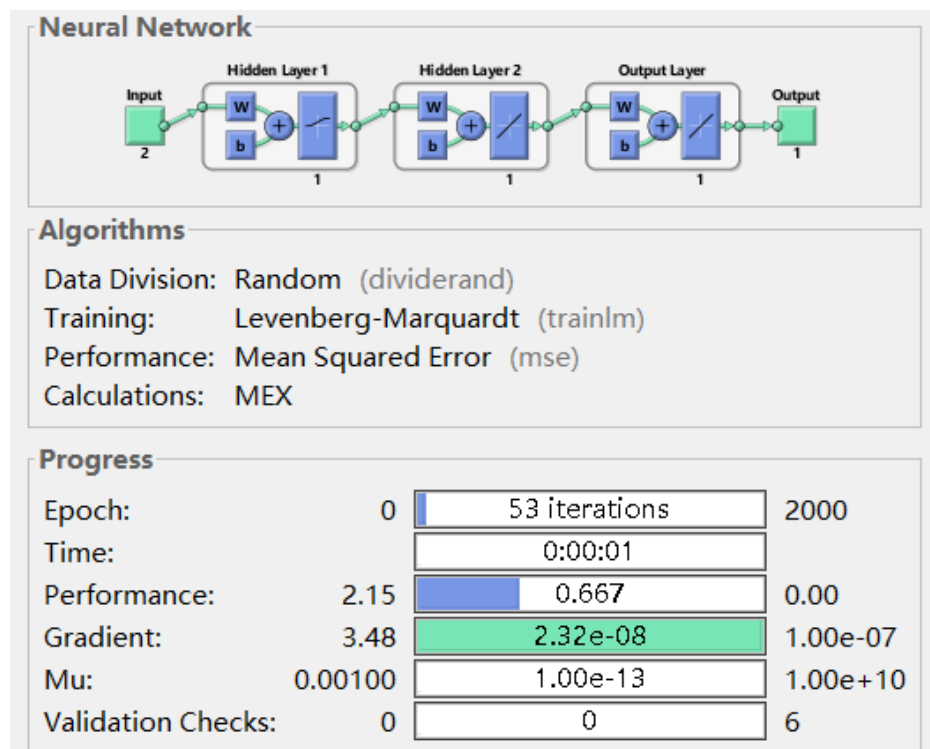 Neural Network
Hidden Layer 1 Hidden Layer 2 Output Layer
Input Output
W W W
+ + +
b b b
2 1
1 1 1
Algorithms
Data Division: Random (dividerand)
Training: Levenberg-Marquardt (trainlm)
Performance: Mean Squared Error (mse)
Calculations: MEX
Progress
Epoch: 0 53 iterations 2000
Time: 0:00:01
Performance: 2.15 0.667 0.00
Gradient: 3.48 2.32e-08 1.00e-07
Mu: 0.00100 1.00e-13 1.00e+10
Validation Checks: 0 0 6